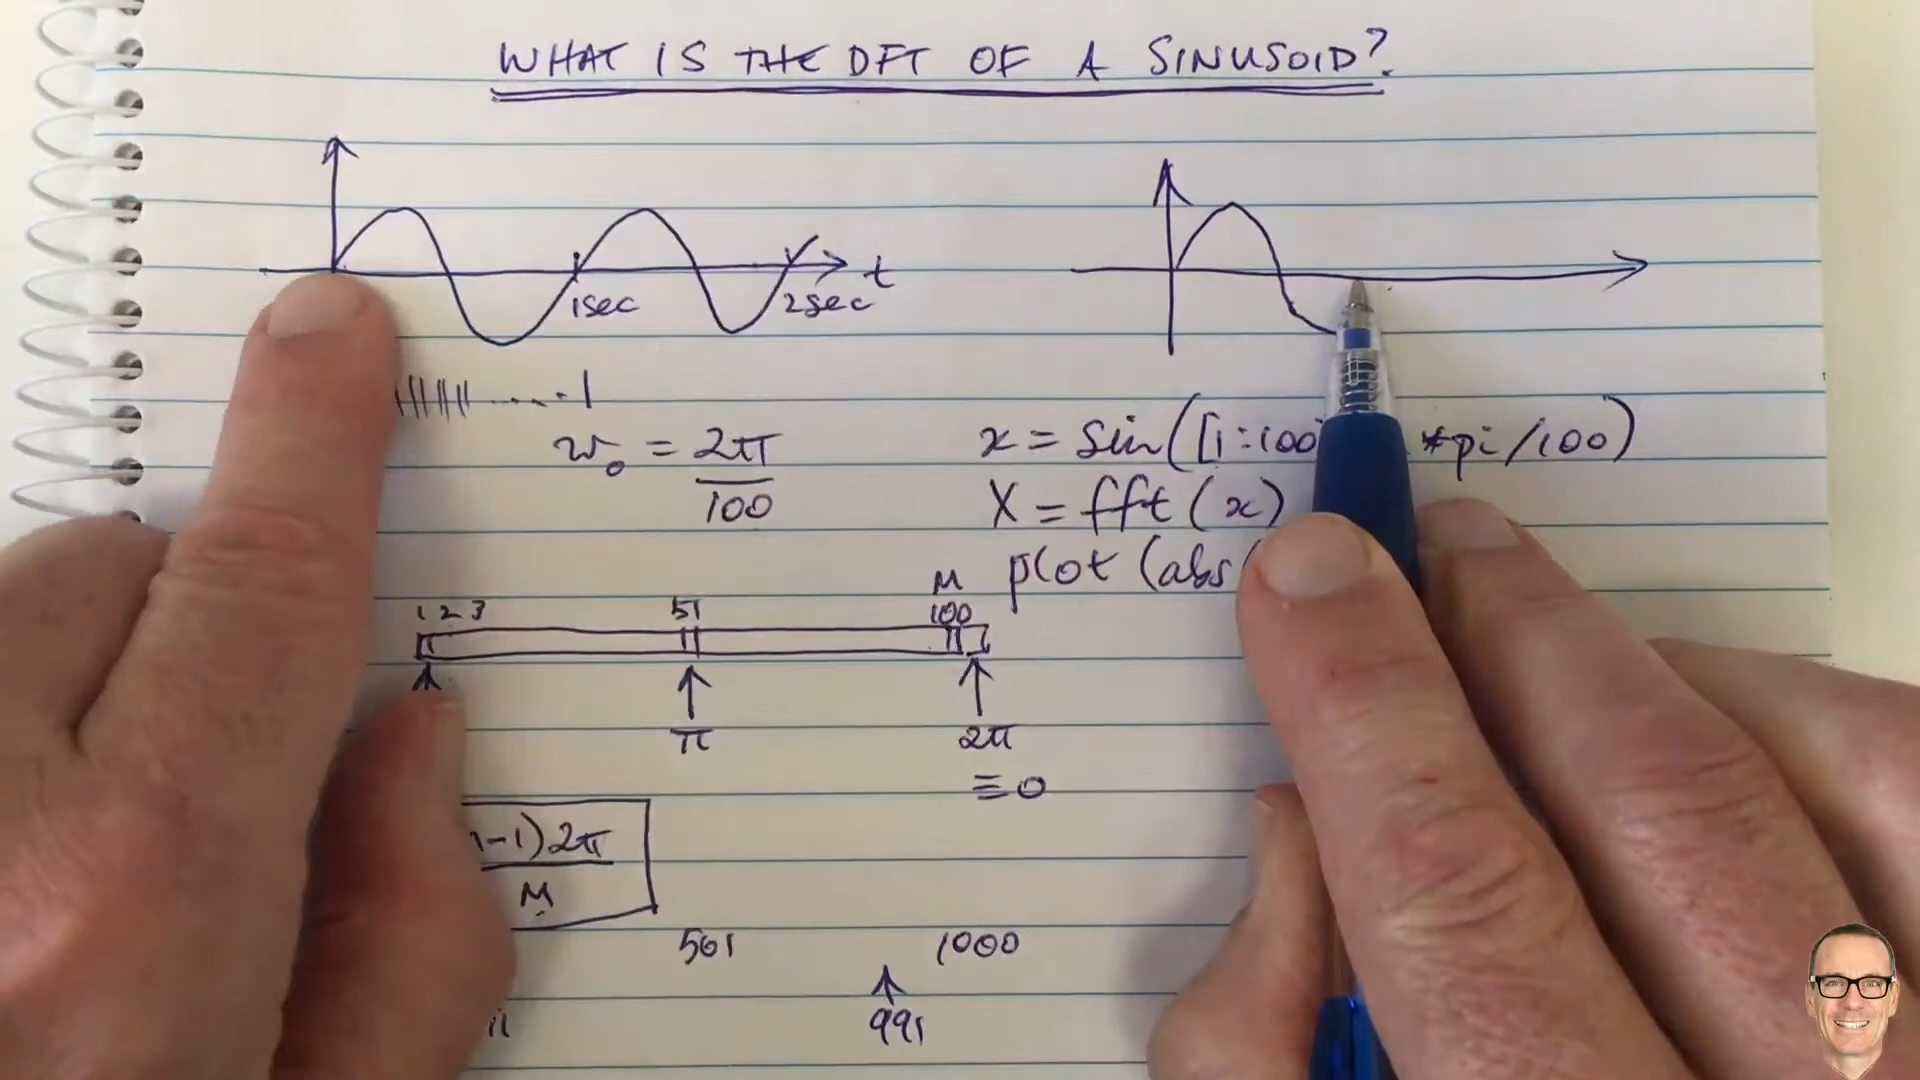 WHAT IS THE DFT OF A SINUSOID?
1sec
2sec
t
w₀ = 2π
100
x = sin([1:100 *pi/100)
X = fft(x)
plot (abs(
M
1 2 3
51
100
π
2π
≡ 0
-1)2π
M
501
1000
991